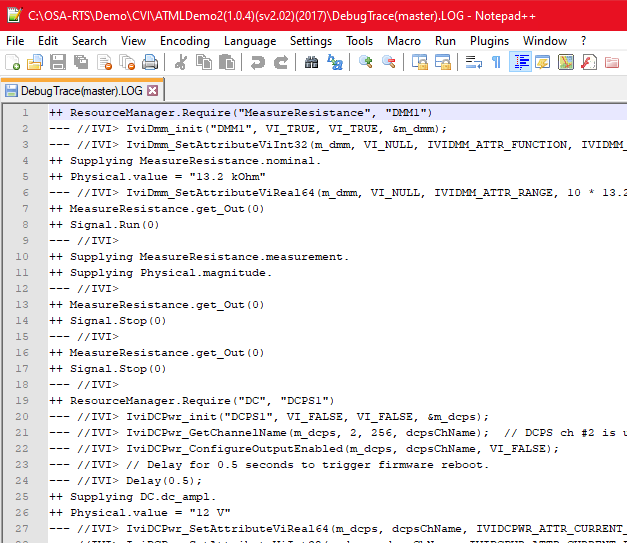 C:\OSA-RTS\Demo\CVI\ATMLDemo2(1.0.4)(sv2.02)(2017)\DebugTrace(master).LOG - Notepad++
File Edit Search View Encoding Language Settings Tools Macro Run Plugins Window ?
DebugTrace(master).LOG
1 ++ ResourceManager.Require("MeasureResistance", "DMM1")
2 --- //IVI> IviDmm_init("DMM1", VI_TRUE, VI_TRUE, &m_dmm);
3 --- //IVI> IviDmm_SetAttributeViInt32(m_dmm, VI_NULL, IVIDMM_ATTR_FUNCTION, IVIDMM_
4 ++ Supplying MeasureResistance.nominal.
5 ++ Physical.value = "13.2 kOhm"
6 --- //IVI> IviDmm_SetAttributeViReal64(m_dmm, VI_NULL, IVIDMM_ATTR_RANGE, 10 * 13.2
7 ++ MeasureResistance.get_Out(0)
8 ++ Signal.Run(0)
9 --- //IVI>
10 ++ Supplying MeasureResistance.measurement.
11 ++ Supplying Physical.magnitude.
12 --- //IVI>
13 ++ MeasureResistance.get_Out(0)
14 ++ Signal.Stop(0)
15 --- //IVI>
16 ++ MeasureResistance.get_Out(0)
17 ++ Signal.Stop(0)
18 --- //IVI>
19 ++ ResourceManager.Require("DC", "DCPS1")
20 --- //IVI> IviDCPwr_init("DCPS1", VI_FALSE, VI_FALSE, &m_dcps);
21 --- //IVI> IviDCPwr_GetChannelName(m_dcps, 2, 256, dcpsChName);  // DCPS ch #2 is u
22 --- //IVI> IviDCPwr_ConfigureOutputEnabled(m_dcps, dcpsChName, VI_FALSE);
23 --- //IVI> // Delay for 0.5 seconds to trigger firmware reboot.
24 --- //IVI> Delay(0.5);
25 ++ Supplying DC.dc_ampl.
26 ++ Physical.value = "12 V"
27 --- //IVI> IviDCPwr_SetAttributeViReal64(m_dcps, dcpsChName, IVIDCPWR_ATTR_CURRENT_